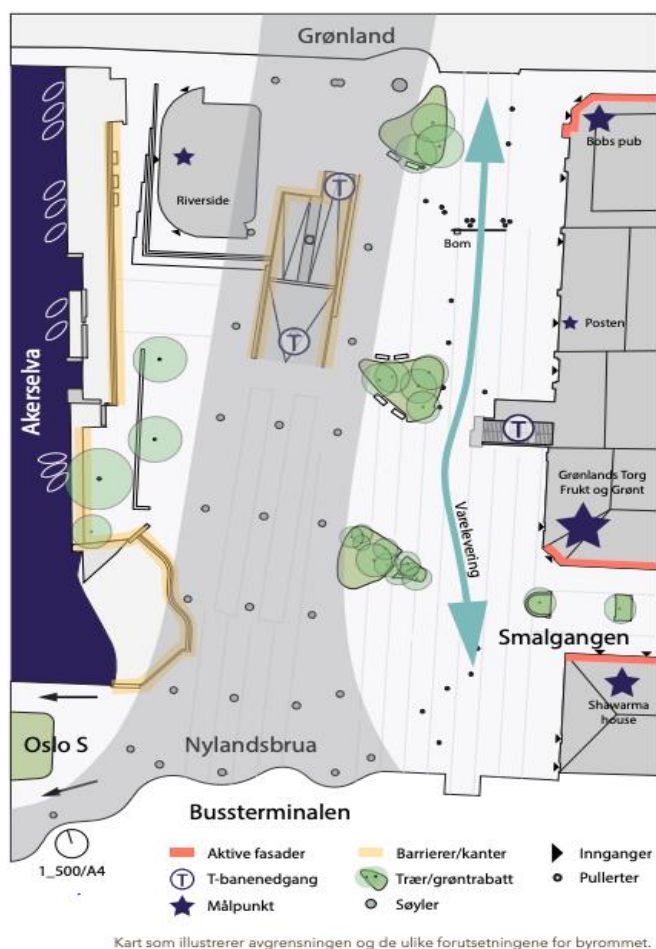 Grønland
Bobs pub
T
Riverside
Bom
Posten
T
T
Akerselva
Grønlands Torg
Frukt og Grønt
Varelevering
Smalgangen
Shawarma
house
Oslo S
Nylandsbrua
Bussterminalen
1_500/A4
Aktive fasader
Barrierer/kanter
Innganger
T
T-banenedgang
Trær/grøntrabatt
Pullerter
Målpunkt
Søyler
Kart som illustrerer avgrensningen og de ulike forutsetningene for byrommet.